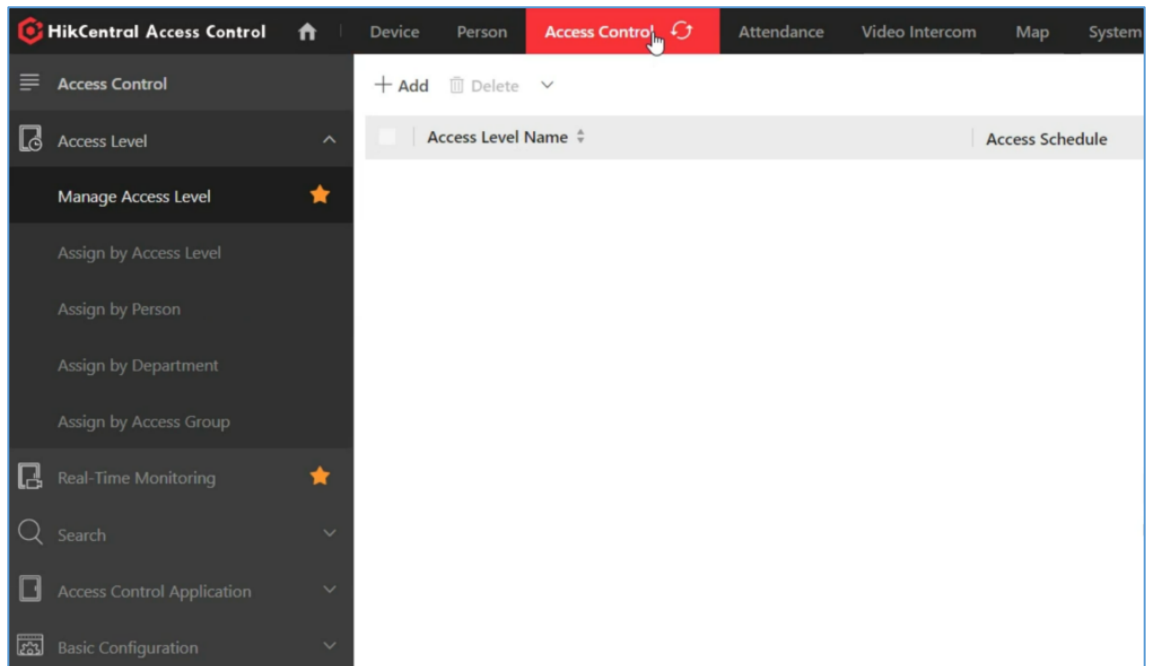 HikCentral Access Control
Device Person Access Control Attendance Video Intercom Map System
Access Control
Add Delete
Access Level
Access Level Name Access Schedule
Manage Access Level
Assign by Access Level
Assign by Person
Assign by Department
Assign by Access Group
Real-Time Monitoring
Search
Access Control Application
Basic Configuration